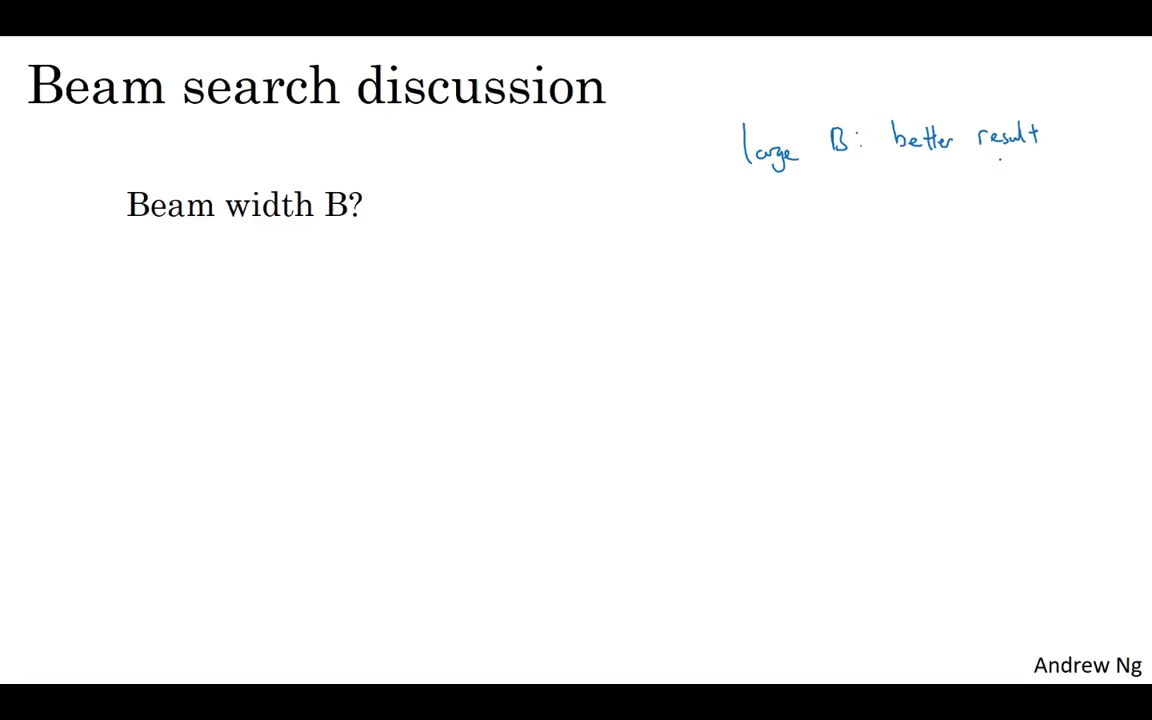 Beam search discussion
large B: better result
Beam width B?
Andrew Ng